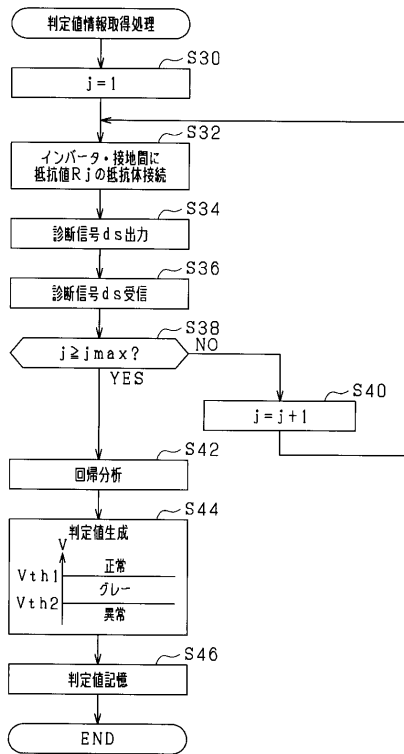 判定値情報取得処理
S30
j=1
S32
インバータ・接地間に
抵抗値Rjの抵抗体接続
S34
診断信号ds出力
S36
診断信号ds受信
S38
j≧jmax?
NO
YES
S40
j=j+1
S42
回帰分析
S44
判定値生成
V
正常
Vth1
グレー
Vth2
異常
S46
判定値記憶
END